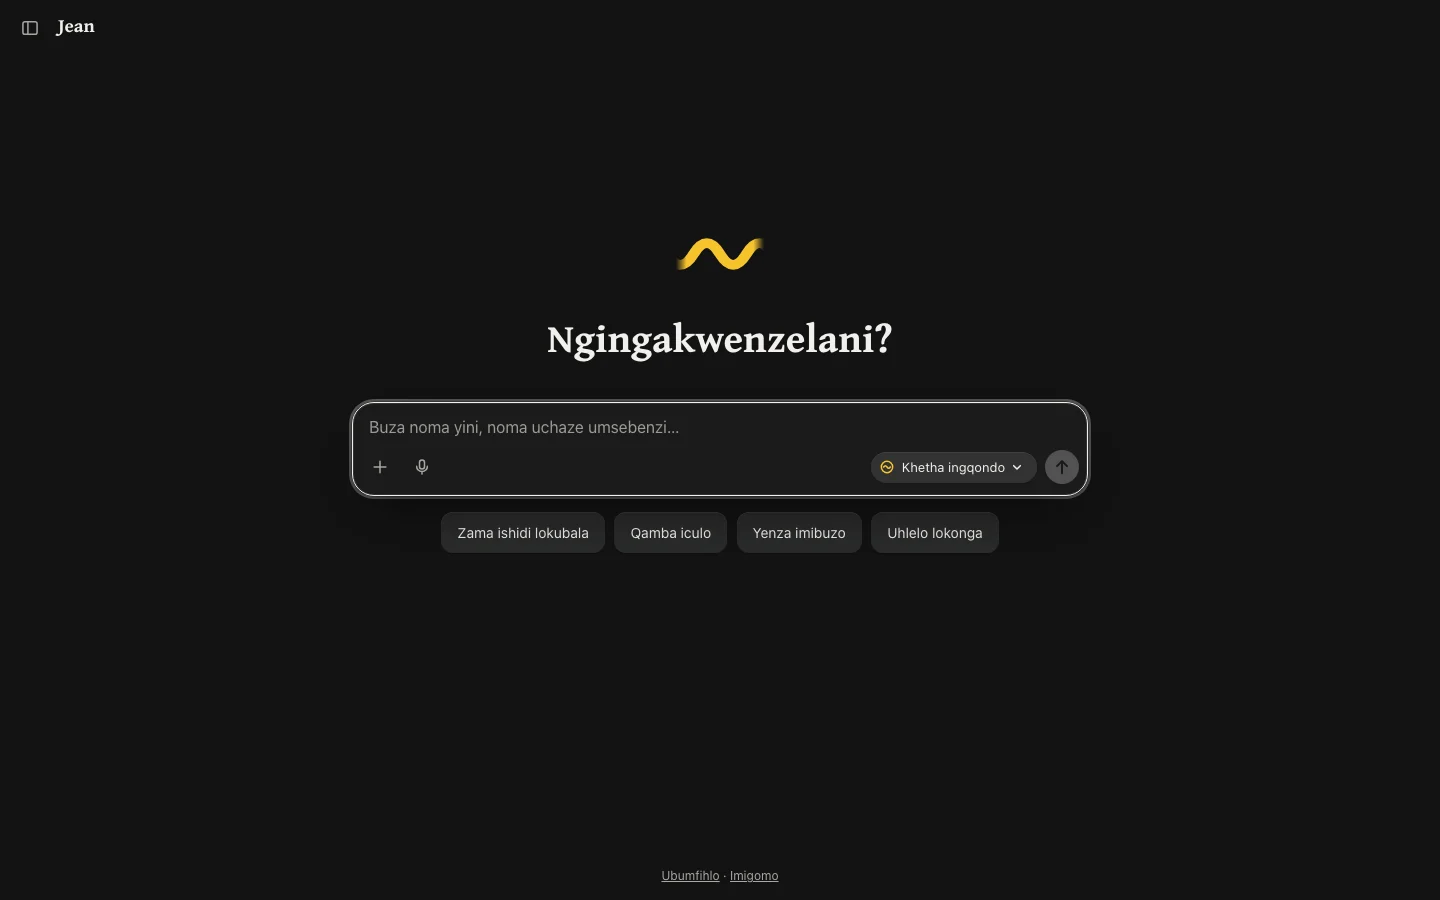 Jean
Ngingakwenzelani?
Buza noma yini, noma uchaze umsebenzi...
Khetha ingqondo
Zama ishidi lokubala
Qamba iculo
Yenza imibuzo
Uhlelo lokonga
Ubumfihlo · Imigomo